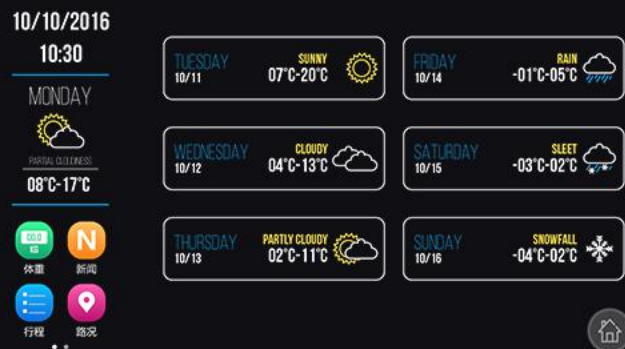 10/10/2016
10:30
MONDAY
PARTIAL CLOUDINESS
08°C-17°C
00.0
KG
体重
N
新闻
行程
路况
TUESDAY
10/11
SUNNY
07°C-20°C
WEDNESDAY
10/12
CLOUDY
04°C-13°C
THURSDAY
10/13
PARTLY CLOUDY
02°C-11°C
FRIDAY
10/14
RAIN
-01°C-05°C
SATURDAY
10/15
SLEET
-03°C-02°C
SUNDAY
10/16
SNOWFALL
-04°C-02°C